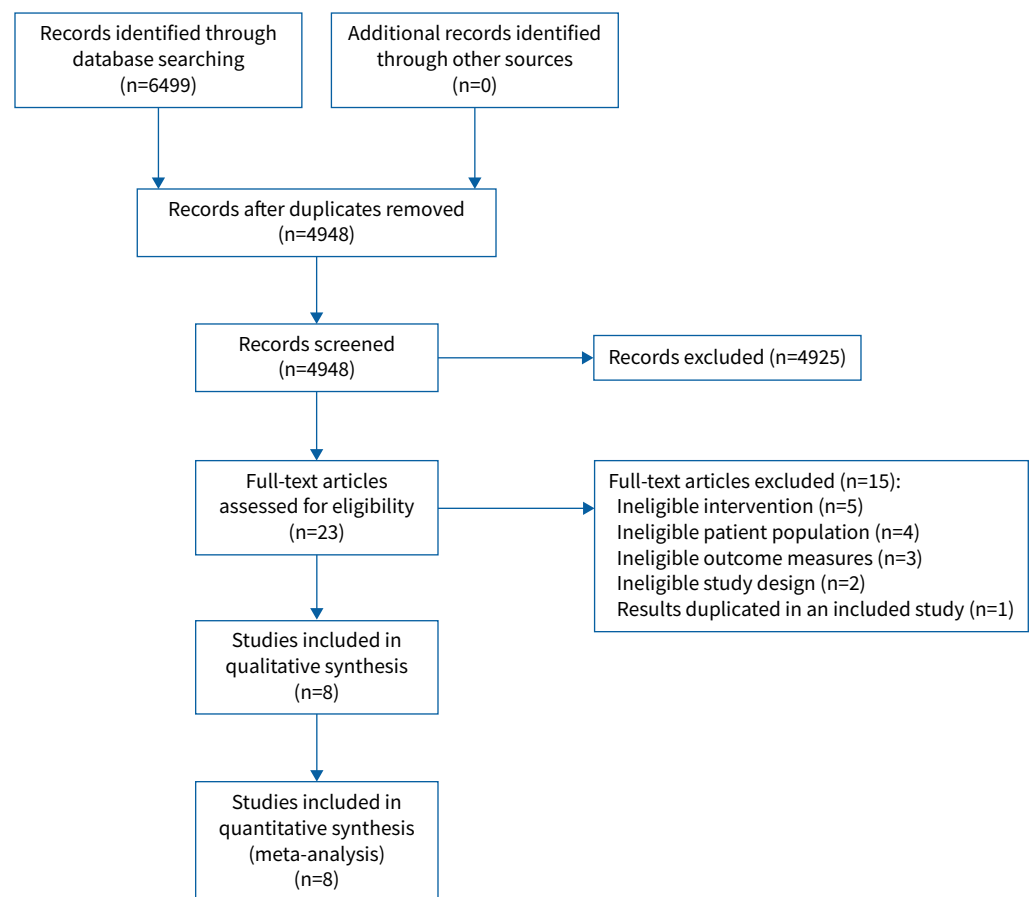 Records identified through
database searching
(n=6499)
Additional records identified
through other sources
(n=0)
Records after duplicates removed
(n=4948)
Records screened
(n=4948)
Records excluded (n=4925)
Full-text articles
assessed for eligibility
(n=23)
Full-text articles excluded (n=15):
Ineligible intervention (n=5)
Ineligible patient population (n=4)
Ineligible outcome measures (n=3)
Ineligible study design (n=2)
Results duplicated in an included study (n=1)
Studies included in
qualitative synthesis
(n=8)
Studies included in
quantitative synthesis
(meta-analysis)
(n=8)